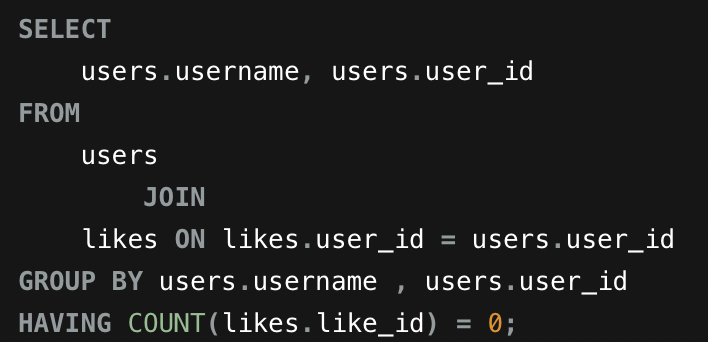 SELECT
users.username, users.user_id
FROM
users
JOIN
likes ON likes.user_id = users.user_id
GROUP BY users.username , users.user_id
HAVING COUNT(likes.like_id) = 0;